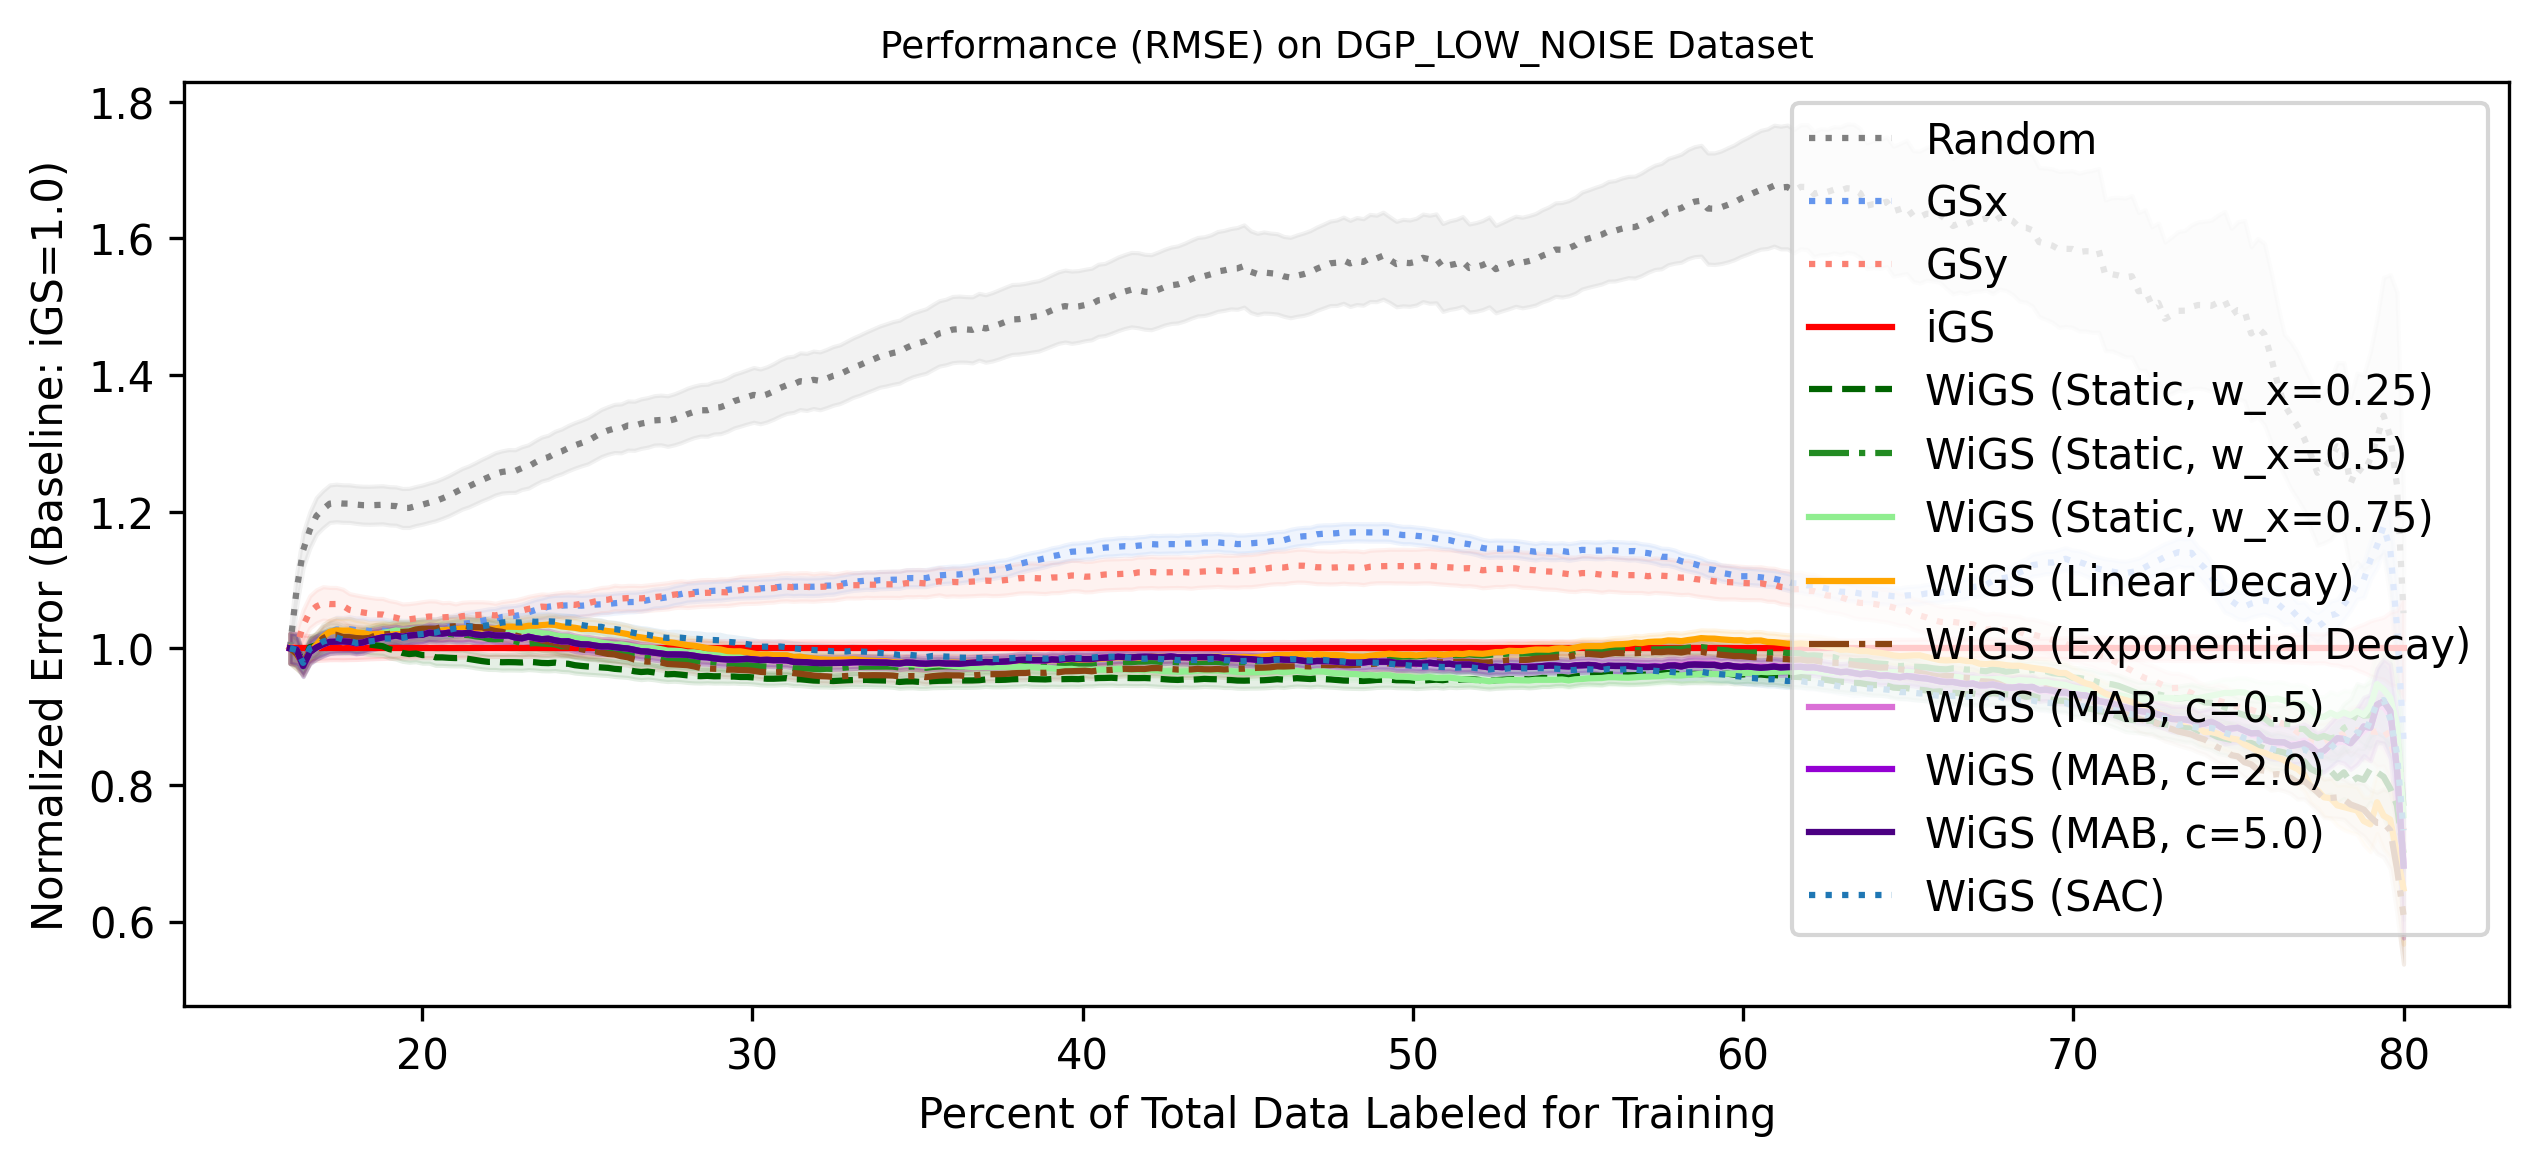 Performance (RMSE) on DGP_LOW_NOISE Dataset
Normalized Error (Baseline: iGS=1.0)
1.8
1.6
1.4
1.2
1.0
0.8
0.6
Random
GSx
GSy
iGS
WiGS (Static, w_x=0.25)
WiGS (Static, w_x=0.5)
WiGS (Static, w_x=0.75)
WiGS (Linear Decay)
WiGS (Exponential Decay)
WiGS (MAB, c=0.5)
WiGS (MAB, c=2.0)
WiGS (MAB, c=5.0)
WiGS (SAC)
20 30 40 50 60 70 80
Percent of Total Data Labeled for Training